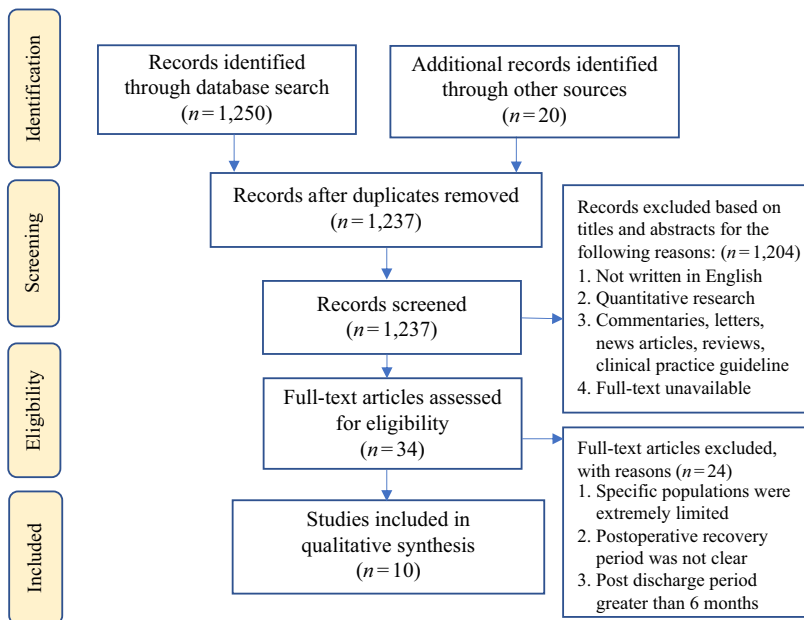 Identification
Records identified
through database search
(n=1,250)
Additional records identified
through other sources
(n=20)
Screening
Records after duplicates removed
(n=1,237)
Records screened
(n=1,237)
Records excluded based on
titles and abstracts for the
following reasons: (n=1,204)
1. Not written in English
2. Quantitative research
3. Commentaries, letters,
news articles, reviews,
clinical practice guideline
4. Full-text unavailable
Eligibility
Full-text articles assessed
for eligibility
(n=34)
Full-text articles excluded,
with reasons (n=24)
1. Specific populations were
extremely limited
2. Postoperative recovery
period was not clear
3. Post discharge period
greater than 6 months
Included
Studies included in
qualitative synthesis
(n=10)